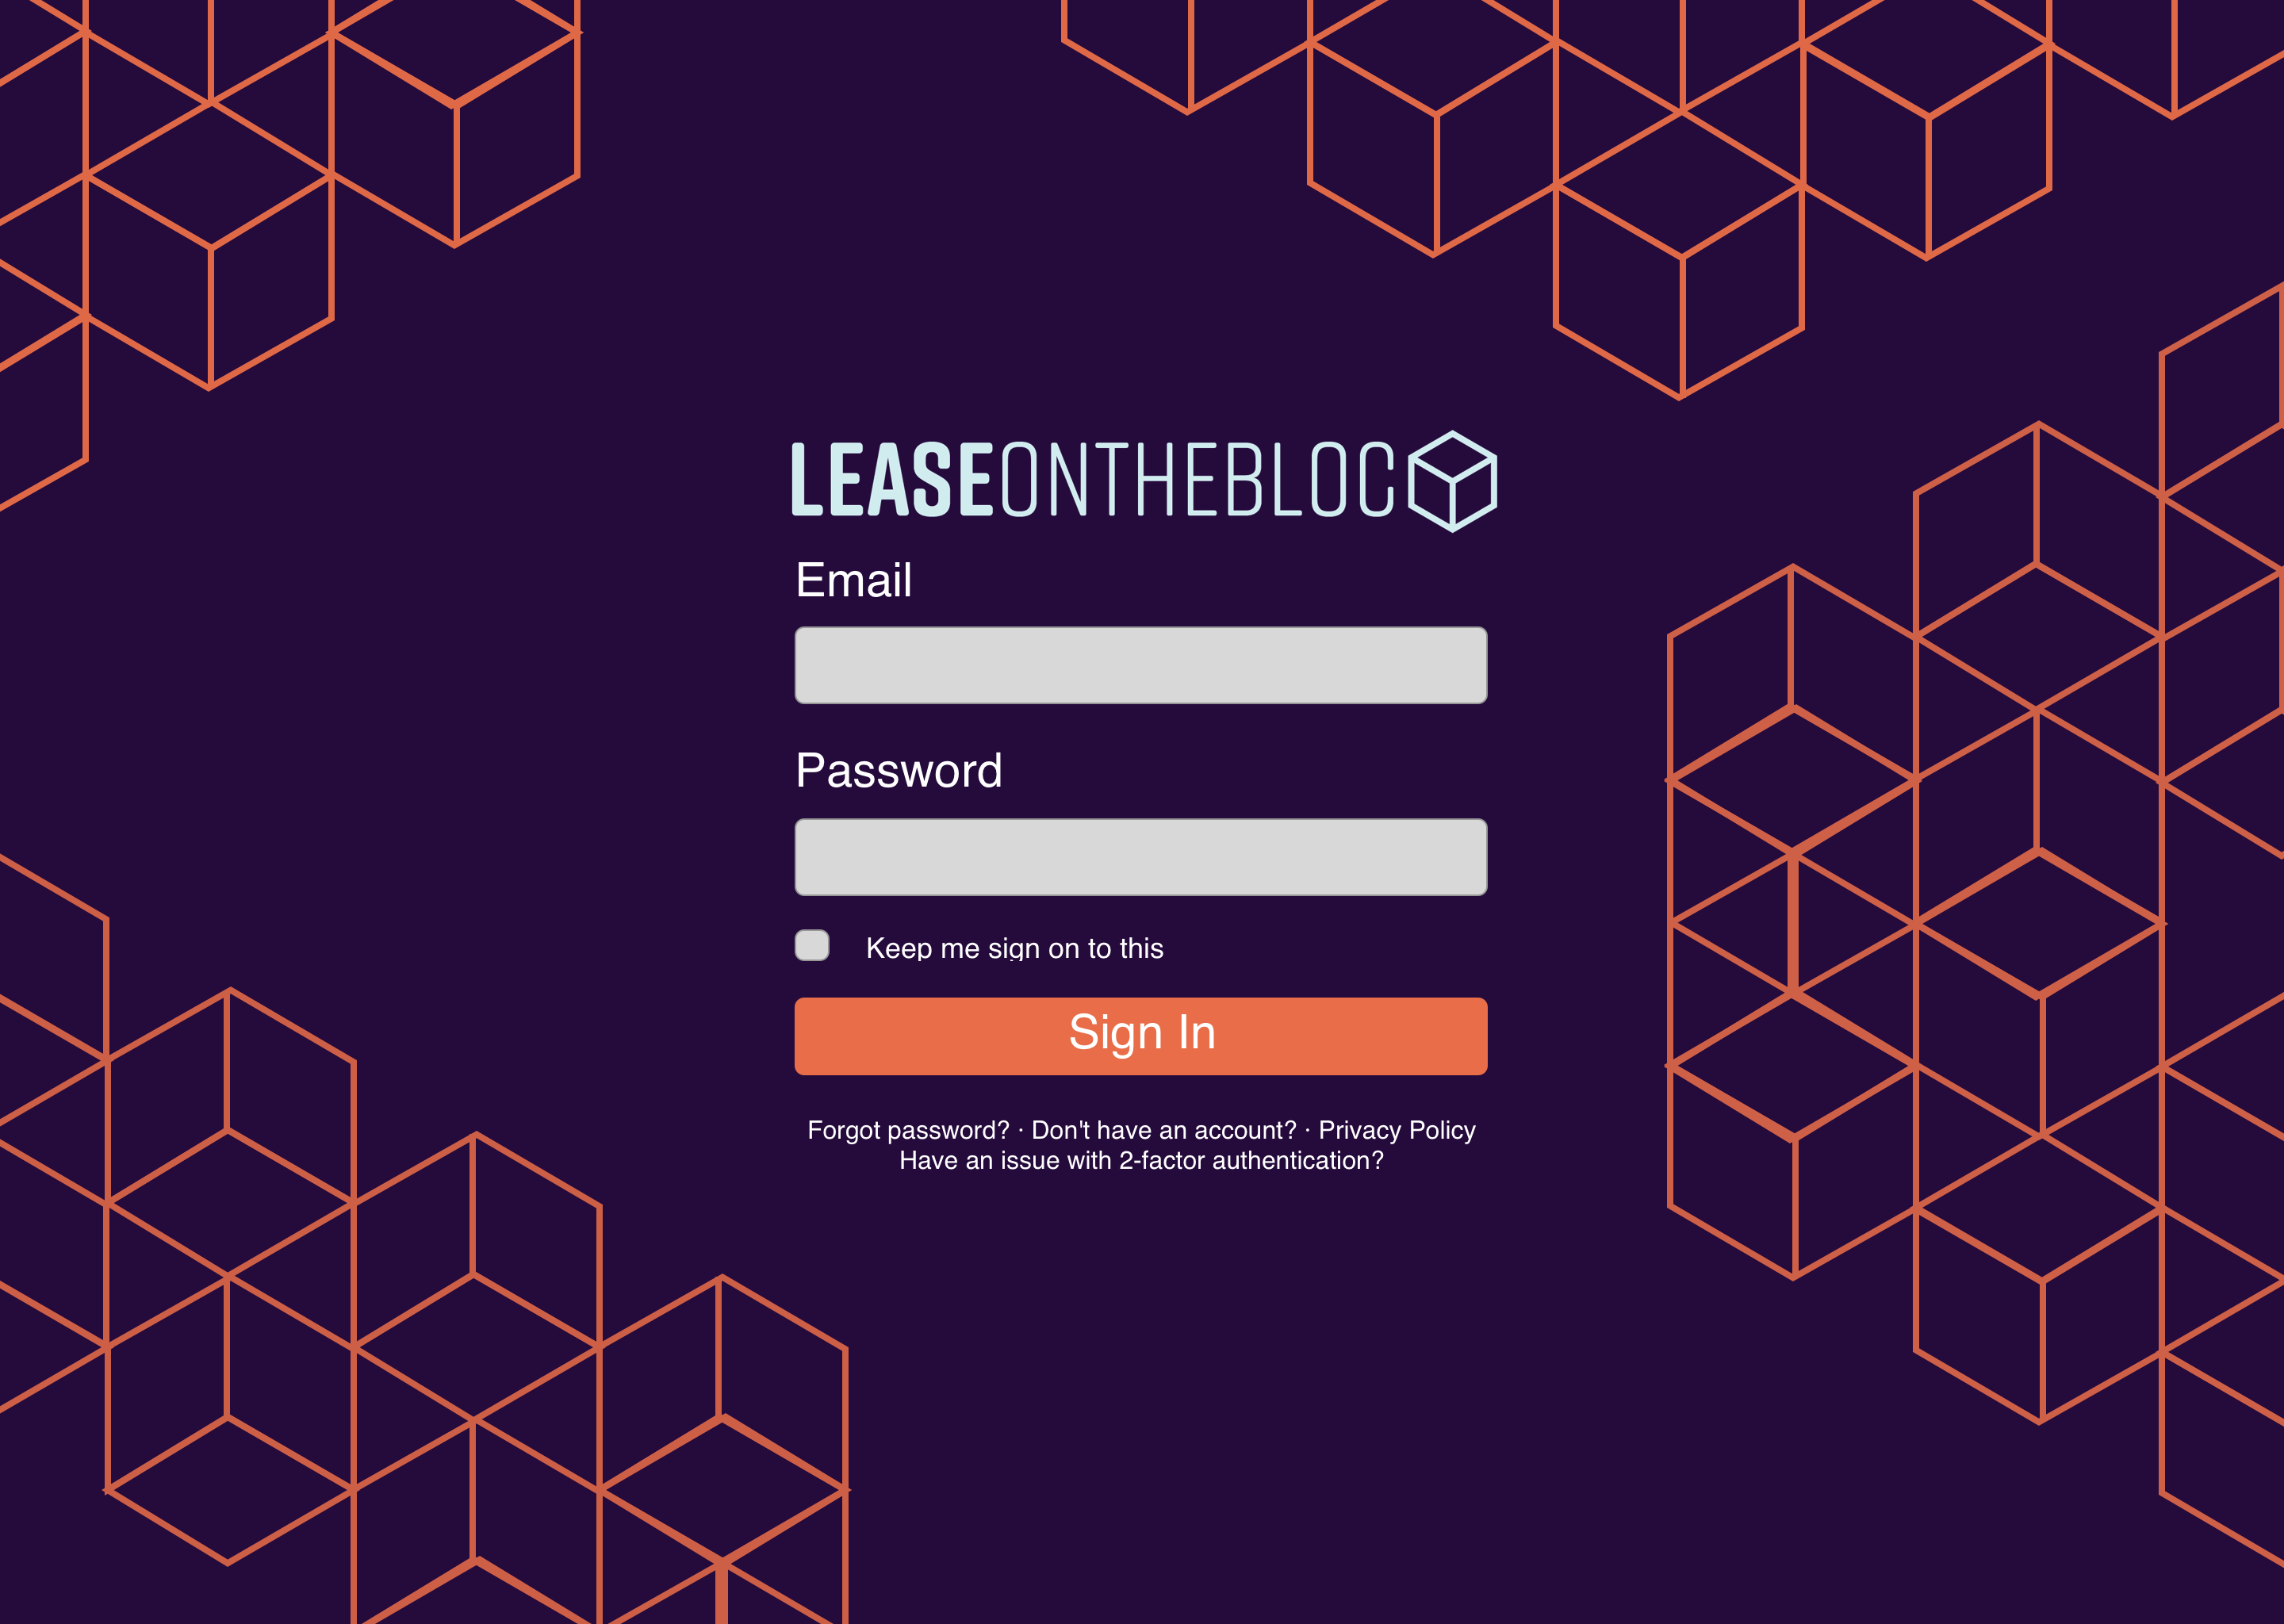 LEASEONTHEBLOC
Email
Password
Keep me sign on to this
Sign In
Forgot password? · Don't have an account? · Privacy Policy
Have an issue with 2-factor authentication?